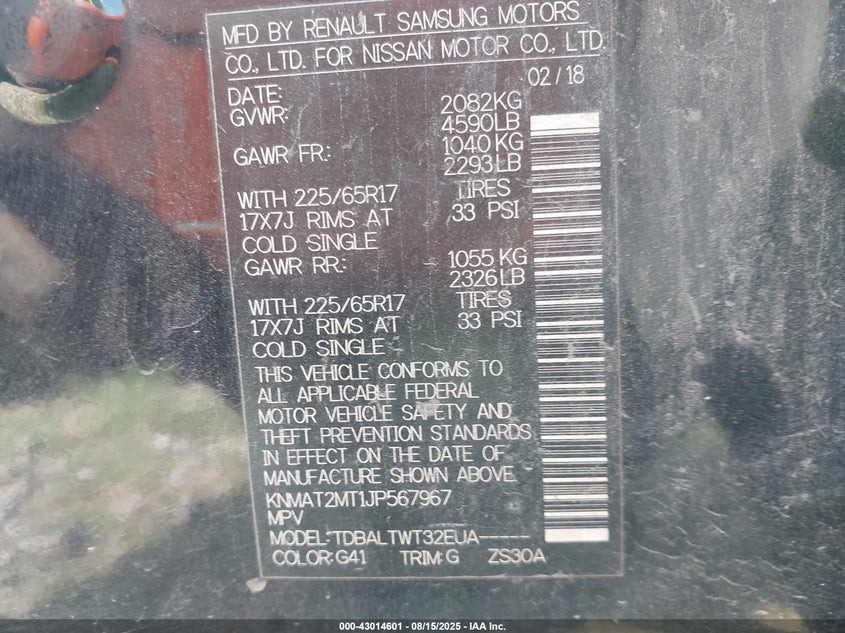 MFD BY RENAULT SAMSUNG MOTORS
CO., LTD. FOR NISSAN MOTOR CO., LTD.
02/18
DATE:
GVWR: 2082KG
4590LB
GAWR FR: 1040KG
2293LB
WITH 225/65R17 TIRES
17X7J RIMS AT 33 PSI
COLD SINGLE
GAWR RR: 1055 KG
2326LB
WITH 225/65R17 TIRES
17X7J RIMS AT 33 PSI
COLD SINGLE
THIS VEHICLE CONFORMS TO
ALL APPLICABLE FEDERAL
MOTOR VEHICLE SAFETY AND
THEFT PREVENTION STANDARDS
IN EFFECT ON THE DATE OF
MANUFACTURE SHOWN ABOVE.
KNMAT2MT1JP567967
MPV
MODEL:TDBALTWT32EUA-----
COLOR:G41 TRIM:G ZS30A
000-43014601 - 08/15/2025 - IAA Inc.